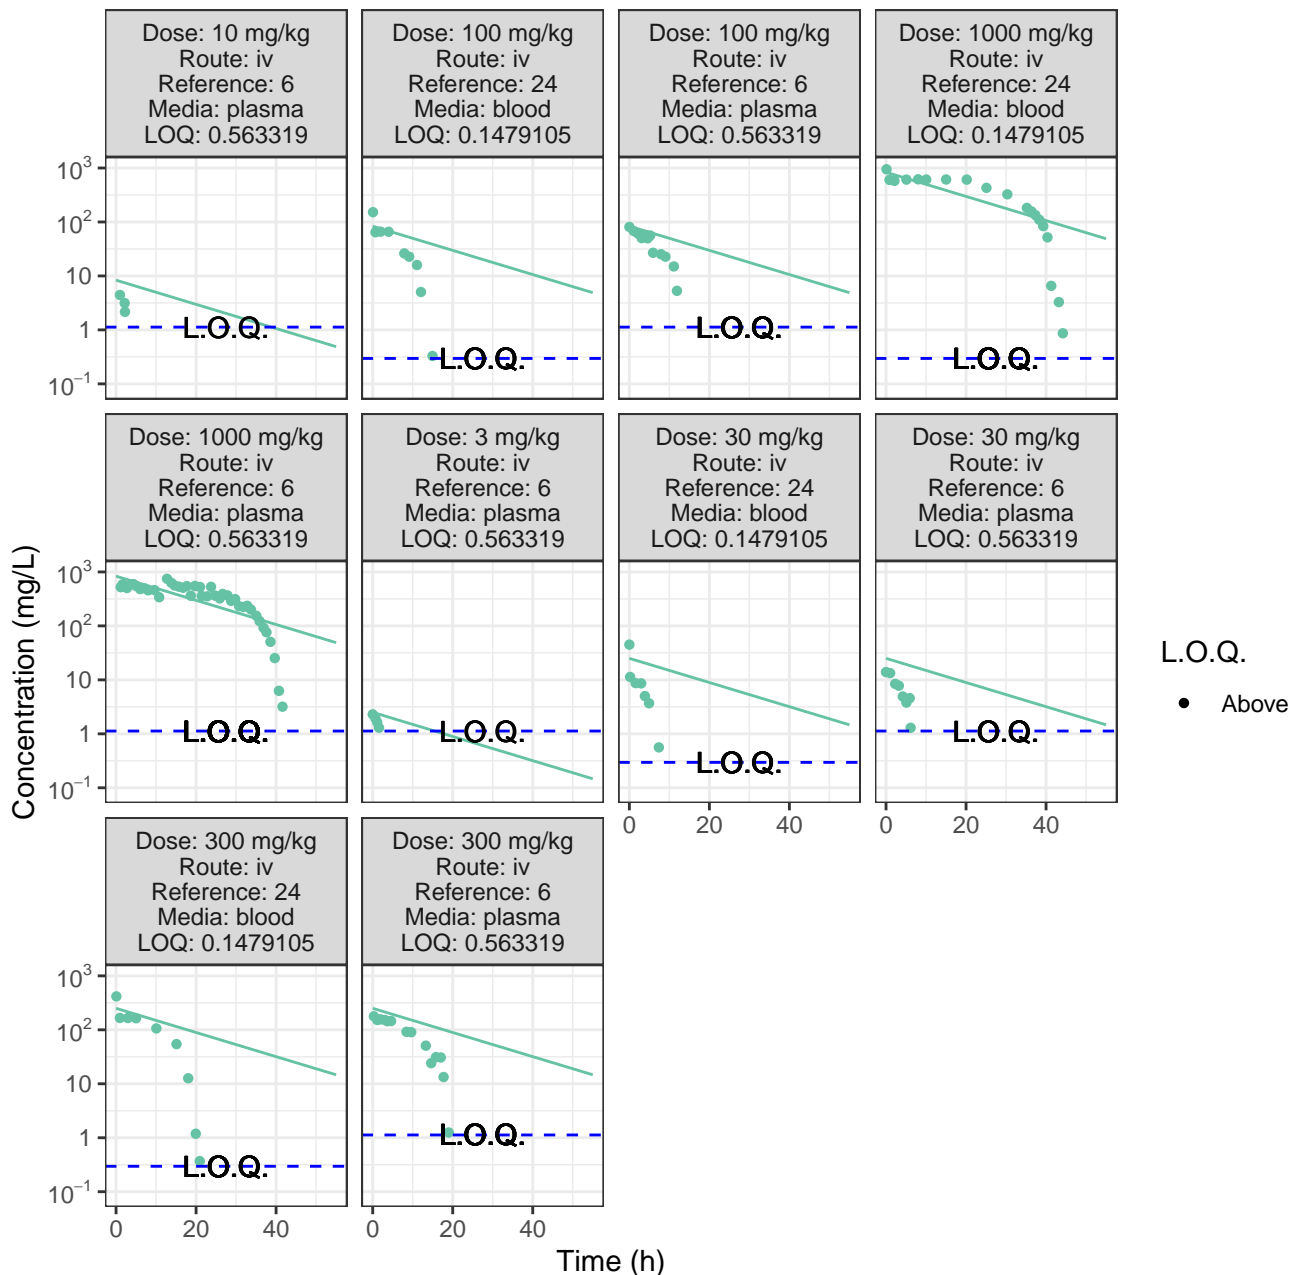 Dose: 10 mg/kg
Route: iv
Reference: 6
Media: plasma
LOQ: 0.563319
Dose: 100 mg/kg
Route: iv
Reference: 24
Media: blood
LOQ: 0.1479105
Dose: 100 mg/kg
Route: iv
Reference: 6
Media: plasma
LOQ: 0.563319
Dose: 1000 mg/kg
Route: iv
Reference: 24
Media: blood
LOQ: 0.1479105
10³
10²
10
1
10⁻¹
L.O.Q.
L.O.Q.
L.O.Q.
L.O.Q.
Dose: 1000 mg/kg
Route: iv
Reference: 6
Media: plasma
LOQ: 0.563319
Dose: 3 mg/kg
Route: iv
Reference: 6
Media: plasma
LOQ: 0.563319
Dose: 30 mg/kg
Route: iv
Reference: 24
Media: blood
LOQ: 0.1479105
Dose: 30 mg/kg
Route: iv
Reference: 6
Media: plasma
LOQ: 0.563319
10³
10²
10
1
10⁻¹
L.O.Q.
L.O.Q.
L.O.Q.
L.O.Q.
0 20 40
0 20 40
Dose: 300 mg/kg
Route: iv
Reference: 24
Media: blood
LOQ: 0.1479105
Dose: 300 mg/kg
Route: iv
Reference: 6
Media: plasma
LOQ: 0.563319
10³
10²
10
1
10⁻¹
L.O.Q.
L.O.Q.
0 20 40
0 20 40
Time (h)
Concentration (mg/L)
L.O.Q.
Above